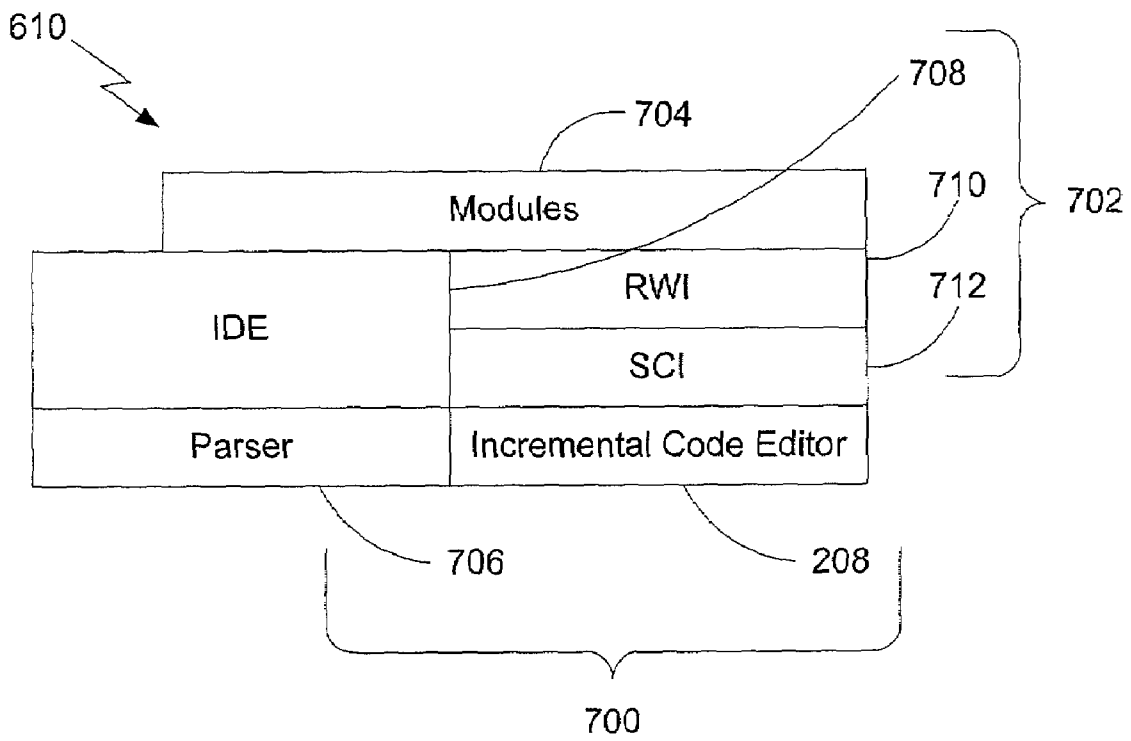 610
708
704
Modules
710
702
RWI
712
IDE
SCI
Parser
Incremental Code Editor
706
208
700